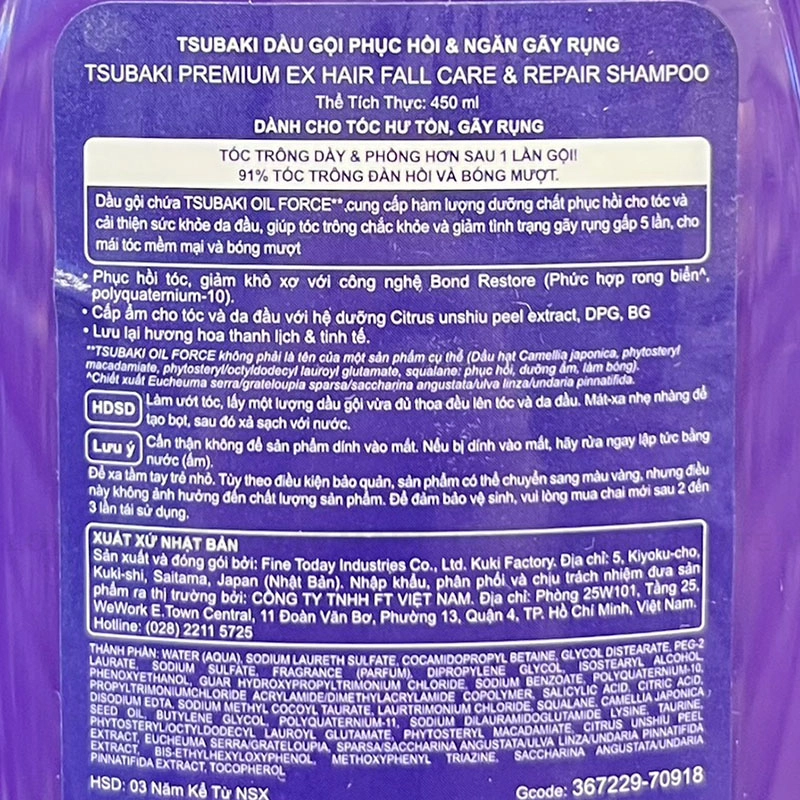 TSUBAKI DẦU GỘI PHỤC HỒI & NGĂN GÃY RỤNG
TSUBAKI PREMIUM EX HAIR FALL CARE & REPAIR SHAMPOO
Thể Tích Thực: 450 ml
DÀNH CHO TÓC HƯ TỔN, GÃY RỤNG
TÓC TRÔNG DÀY & PHỒNG HƠN SAU 1 LẦN GỘI!
91% TÓC TRÔNG ĐÀN HỒI VÀ BÓNG MƯỢT.
Dầu gội chứa TSUBAKI OIL FORCE**,cung cấp hàm lượng dưỡng chất phục hồi cho tóc và
cải thiện sức khỏe da đầu, giúp tóc trông chắc khỏe và giảm tình trạng gãy rụng gấp 5 lần, cho
mái tóc mềm mại và bóng mượt
• Phục hồi tóc, giảm khô xơ với công nghệ Bond Restore (Phức hợp rong biển^,
polyquaternium-10).
• Cấp ẩm cho tóc và da đầu với hệ dưỡng Citrus unshiu peel extract, DPG, BG
• Lưu lại hương hoa thanh lịch & tinh tế.
**TSUBAKI OIL FORCE không phải là tên của một sản phẩm cụ thể (Dầu hạt Camellia japonica, phytosteryl
macadamiate, phytosteryl/octyldodecyl lauroyl glutamate, squalane: phục hồi, dưỡng ẩm, làm bóng).
^Chiết xuất Eucheuma serra/grateloupia sparsa/saccharina angustata/ulva linza/undaria pinnatifida.
HDSD Làm ướt tóc, lấy một lượng dầu gội vừa đủ thoa đều lên tóc và da đầu. Mát-xa nhẹ nhàng để
tạo bọt, sau đó xả sạch với nước.
Lưu ý Cẩn thận không để sản phẩm dính vào mắt. Nếu bị dính vào mắt, hãy rửa ngay lập tức bằng
nước (ấm).
Để xa tầm tay trẻ nhỏ. Tùy theo điều kiện bảo quản, sản phẩm có thể chuyển sang màu vàng, nhưng điều
này không ảnh hưởng đến chất lượng sản phẩm. Để đảm bảo vệ sinh, vui lòng mua chai mới sau 2 đến
3 lần tái sử dụng.
XUẤT XỨ NHẬT BẢN
Sản xuất và đóng gói bởi: Fine Today Industries Co., Ltd. Kuki Factory. Địa chỉ: 5, Kiyoku-cho,
Kuki-shi, Saitama, Japan (Nhật Bản). Nhập khẩu, phân phối và chịu trách nhiệm đưa sản
phẩm ra thị trường bởi: CÔNG TY TNHH FT VIỆT NAM. Địa chỉ: Phòng 25W101, Tầng 25,
WeWork E.Town Central, 11 Đoàn Văn Bơ, Phường 13, Quận 4, TP. Hồ Chí Minh, Việt Nam.
Hotline: (028) 2211 5725
THÀNH PHẦN: WATER (AQUA), SODIUM LAURETH SULFATE, COCAMIDOPROPYL BETAINE, GLYCOL DISTEARATE, PEG-2
LAURATE, SODIUM SULFATE, FRAGRANCE (PARFUM), DIPROPYLENE GLYCOL, ISOSTEARYL ALCOHOL,
PHENOXYETHANOL, GUAR HYDROXYPROPYLTRIMONIUM CHLORIDE, SODIUM BENZOATE, POLYQUATERNIUM-10,
PROPYLTRIMONIUMCHLORIDE ACRYLAMIDE/DIMETHYLACRYLAMIDE COPOLYMER, SALICYLIC ACID, CITRIC ACID,
DISODIUM EDTA, SODIUM METHYL COCOYL TAURATE, LAURTRIMONIUM CHLORIDE, SQUALANE, CAMELLIA JAPONICA
SEED OIL, BUTYLENE GLYCOL, POLYQUATERNIUM-11, SODIUM DILAURAMIDOGLUTAMIDE LYSINE, TAURINE,
PHYTOSTERYL/OCTYLDODECYL LAUROYL GLUTAMATE, PHYTOSTERYL MACADAMIATE, CITRUS UNSHIU PEEL
EXTRACT, EUCHEUMA SERRA/GRATELOUPIA, SPARSA/SACCHARINA ANGUSTATA/ULVA LINZA/UNDARIA PINNATIFIDA
EXTRACT, BIS-ETHYLHEXYLOXYPHENOL, METHOXYPHENYL TRIAZINE, SACCHARINA ANGUSTATA/UNDARIA
PINNATIFIDA EXTRACT, TOCOPHEROL
HSD: 03 Năm Kể Từ NSX
Gcode: 367229-70918